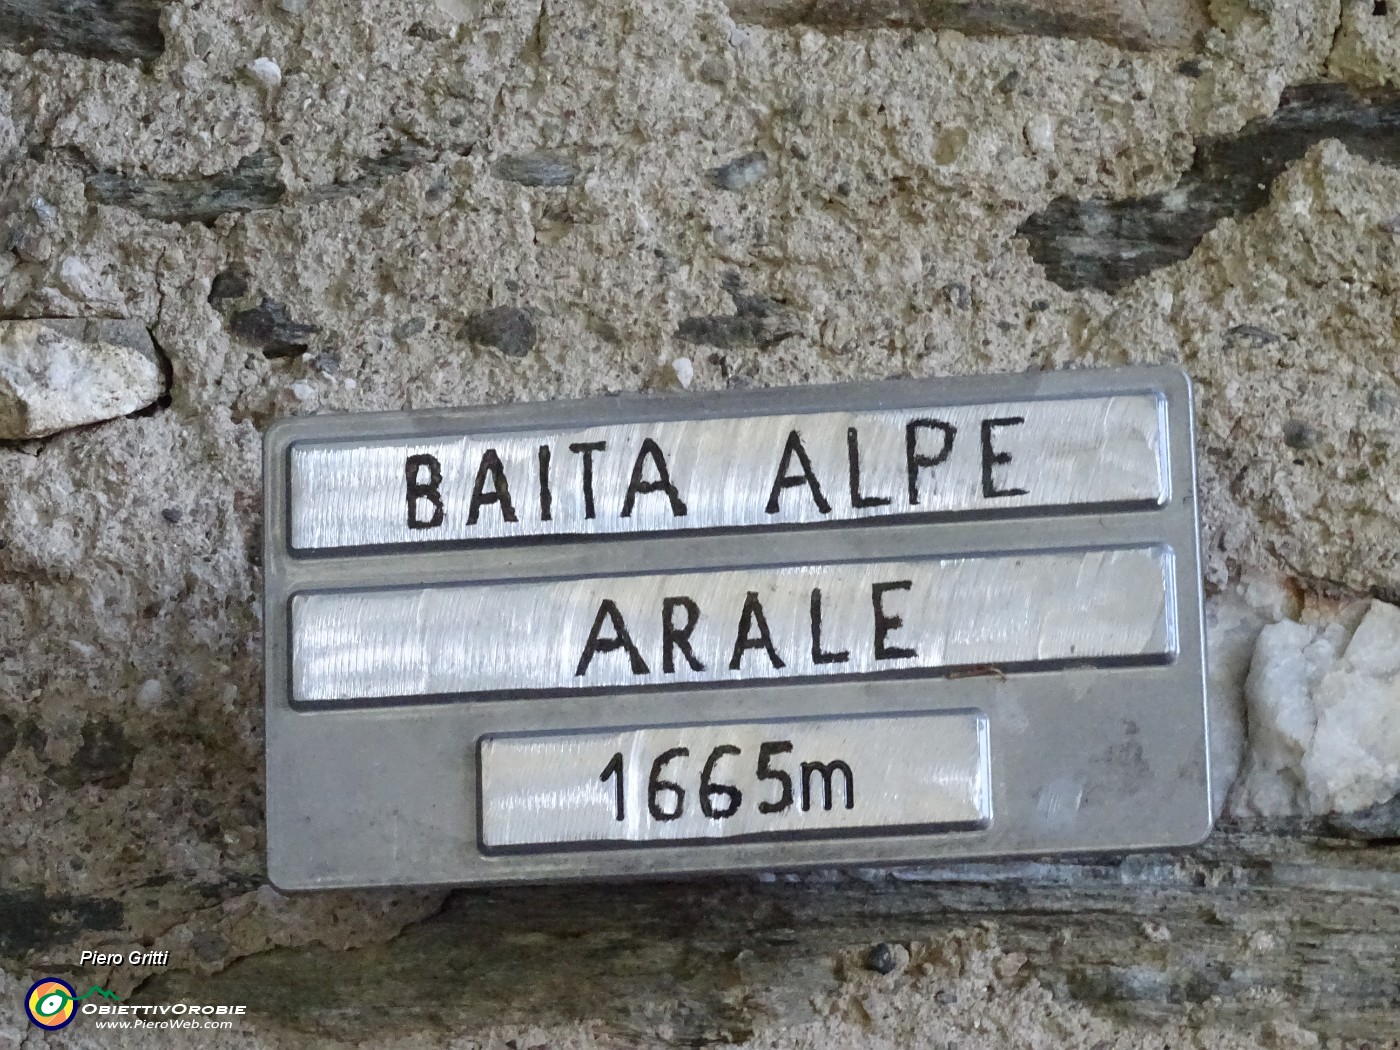 BAITA ALPE
ARALE
1665m
Piero Gritti
OBIETTIVOROBIE
www.PieroWeb.com